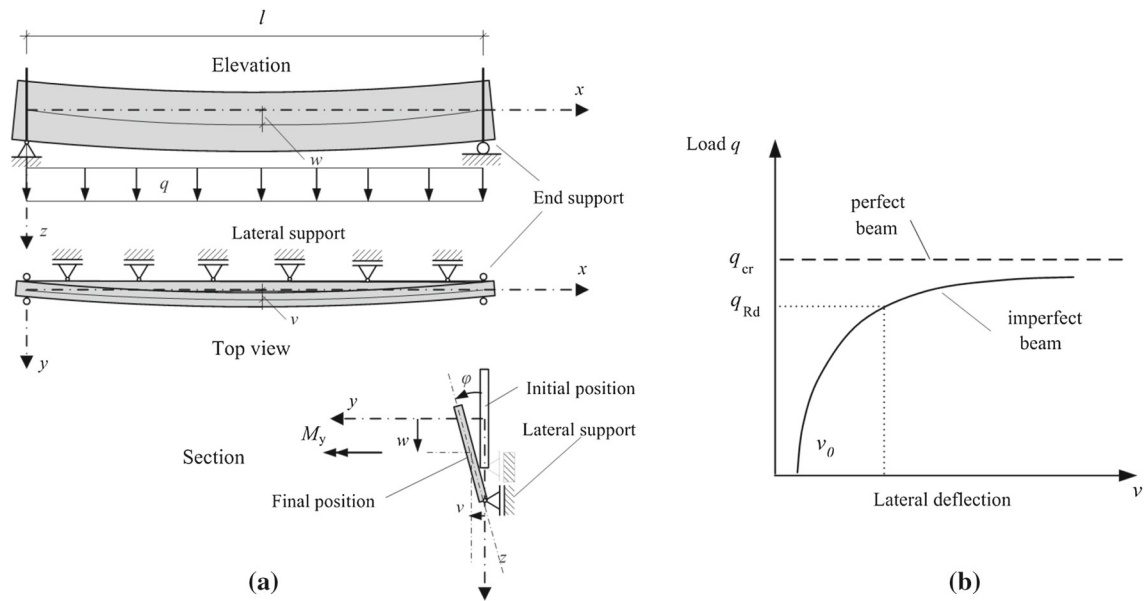 l
Elevation
x
w
q
End support
z
Lateral support
x
v
y
Top view
φ
Initial position
y
M_y
w
Lateral support
Section
Final position
v
z
(a)
Load q
perfect
beam
q_cr
q_Rd
imperfect
beam
v_0
Lateral deflection
v
(b)